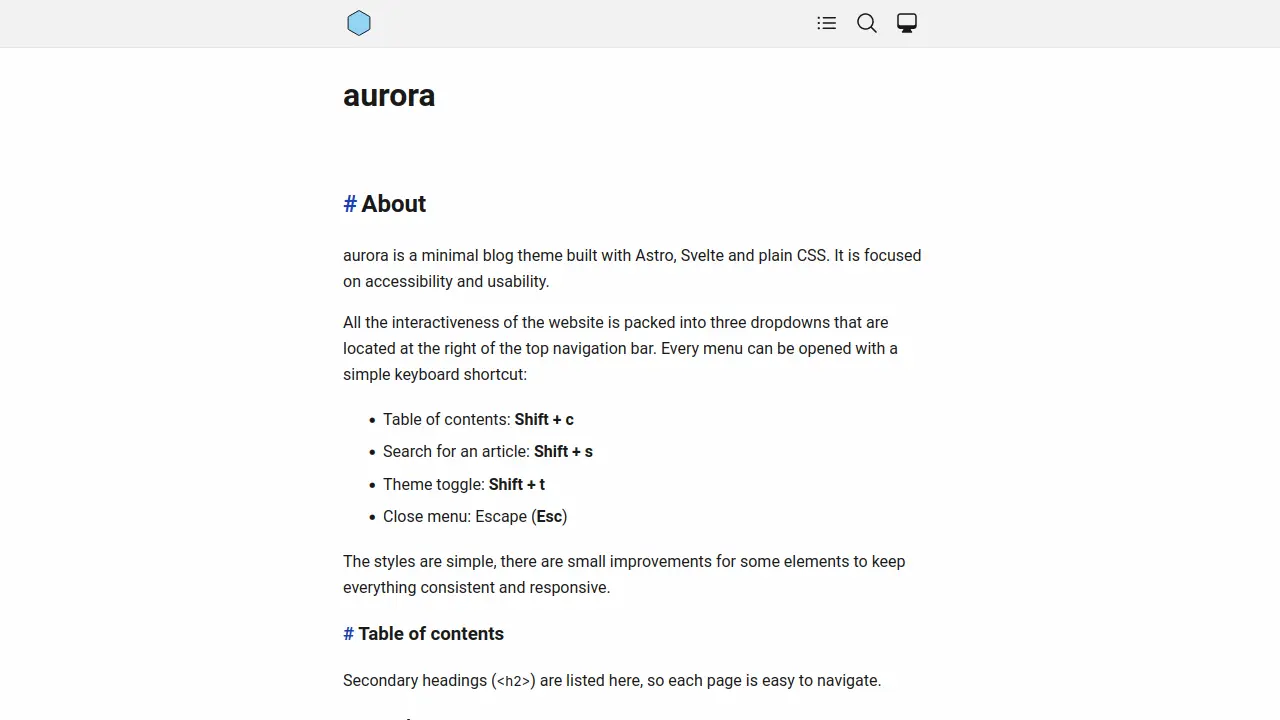 aurora
# About
aurora is a minimal blog theme built with Astro, Svelte and plain CSS. It is focused
on accessibility and usability.
All the interactiveness of the website is packed into three dropdowns that are
located at the right of the top navigation bar. Every menu can be opened with a
simple keyboard shortcut:
• Table of contents: Shift + c
• Search for an article: Shift + s
• Theme toggle: Shift + t
• Close menu: Escape (Esc)
The styles are simple, there are small improvements for some elements to keep
everything consistent and responsive.
# Table of contents
Secondary headings (<h2>) are listed here, so each page is easy to navigate.